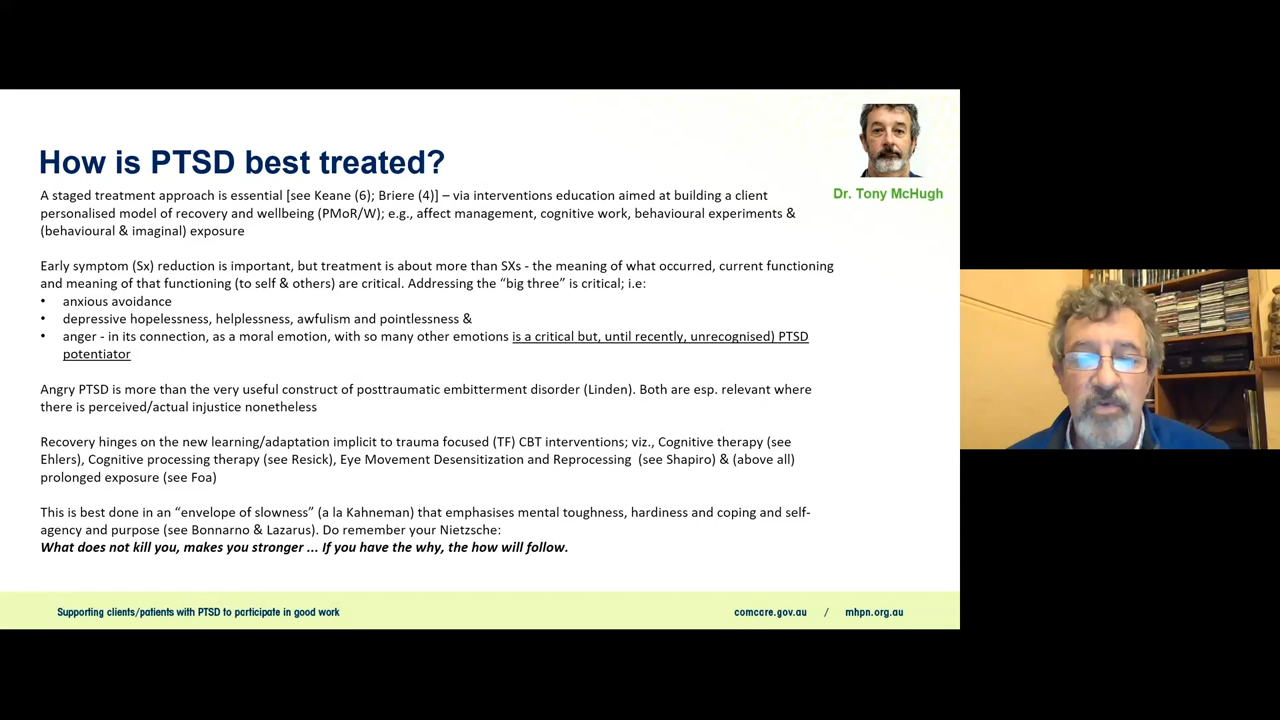 How is PTSD best treated?
Dr. Tony McHugh
A staged treatment approach is essential [see Keane (6); Briere (4)] – via interventions education aimed at building a client
personalised model of recovery and wellbeing (PMoR/W); e.g., affect management, cognitive work, behavioural experiments &
(behavioural & imaginal) exposure
Early symptom (Sx) reduction is important, but treatment is about more than SXs - the meaning of what occurred, current functioning
and meaning of that functioning (to self & others) are critical. Addressing the “big three” is critical; i.e:
• anxious avoidance
• depressive hopelessness, helplessness, awfulism and pointlessness &
• anger - in its connection, as a moral emotion, with so many other emotions is a critical but, until recently, unrecognised) PTSD
potentiator
Angry PTSD is more than the very useful construct of posttraumatic embitterment disorder (Linden). Both are esp. relevant where
there is perceived/actual injustice nonetheless
Recovery hinges on the new learning/adaptation implicit to trauma focused (TF) CBT interventions; viz., Cognitive therapy (see
Ehlers), Cognitive processing therapy (see Resick), Eye Movement Desensitization and Reprocessing (see Shapiro) & (above all)
prolonged exposure (see Foa)
This is best done in an “envelope of slowness” (a la Kahneman) that emphasises mental toughness, hardiness and coping and self-
agency and purpose (see Bonnarno & Lazarus). Do remember your Nietzsche:
What does not kill you, makes you stronger ... If you have the why, the how will follow.
Supporting clients/patients with PTSD to participate in good work
comcare.gov.au / mhpn.org.au